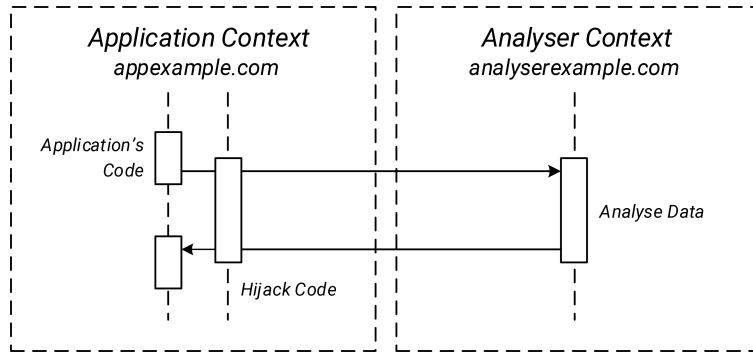 Application Context
appexample.com
Analyser Context
analyserexample.com
Application's
Code
Analyse Data
Hijack Code